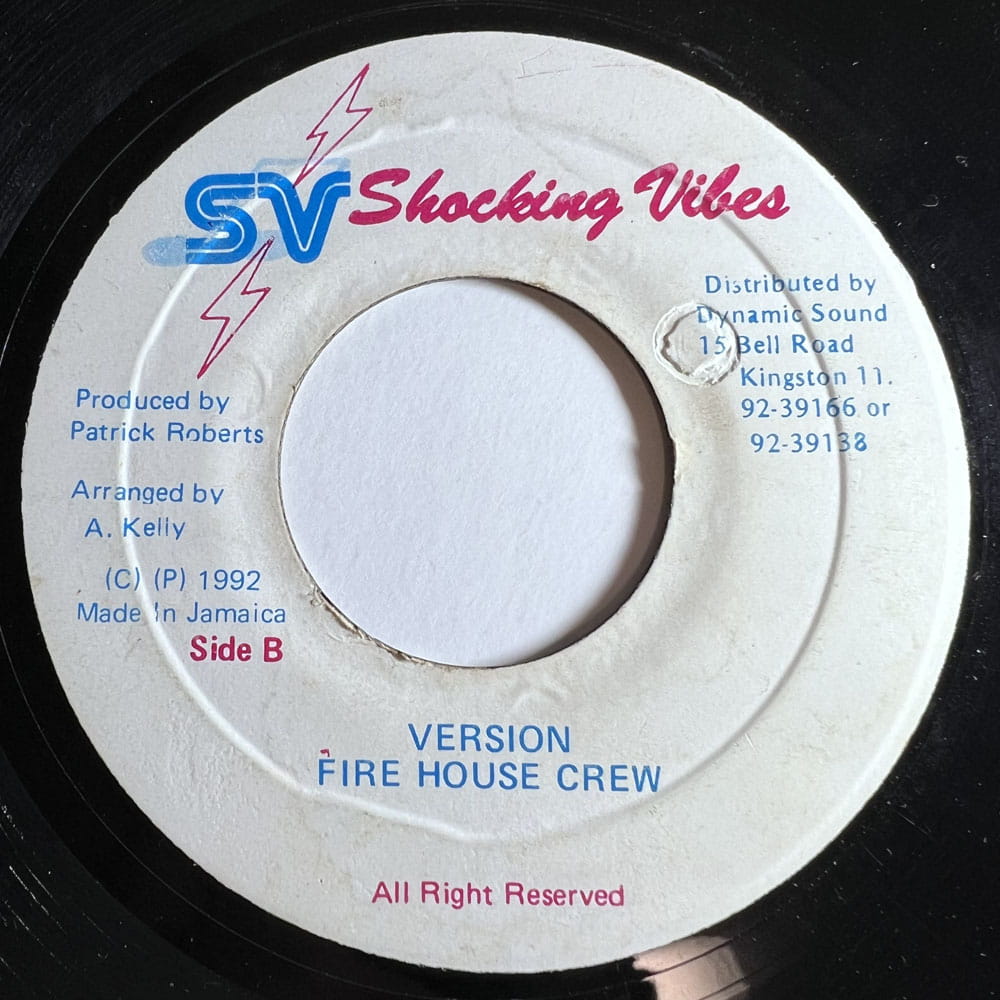 SV Shocking Vibes
Distributed by
Dynamic Sound
15 Bell Road
Kingston 11.
92-39166 or
92-39138
Produced by
Patrick Roberts
Arranged by
A. Kelly
(C) (P) 1992
Made In Jamaica
Side B
VERSION
FIRE HOUSE CREW
All Right Reserved